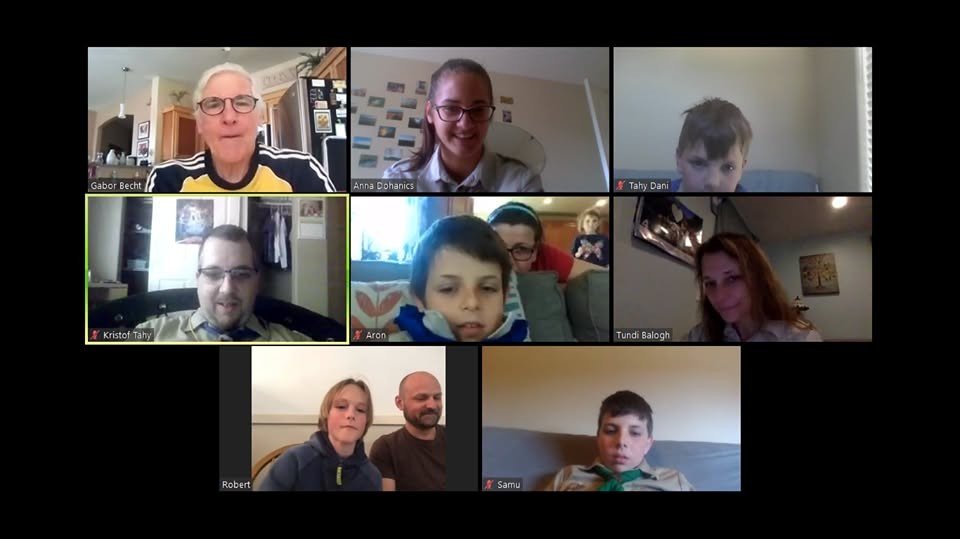 Gabor Becht
Anna Dohanics
Tahy Dani
Kristof Tahy
Aron
Tundi Balogh
Robert
Samu